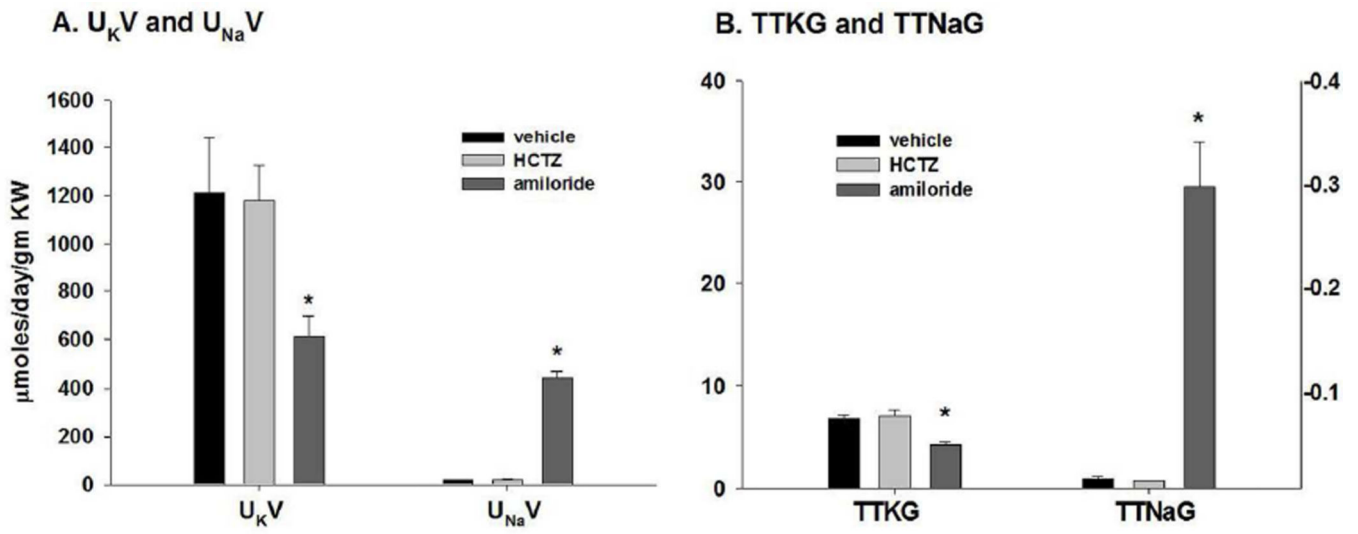 A. UKV and UNaV
μmoles/day/gm KW
1600
1400
1200
1000
800
600
400
200
0
vehicle
HCTZ
amiloride
*
*
UKV
UNaV
B. TTKG and TTNaG
40
30
20
10
0
vehicle
HCTZ
amiloride
*
*
-0.4
-0.3
-0.2
-0.1
TTKG
TTNaG